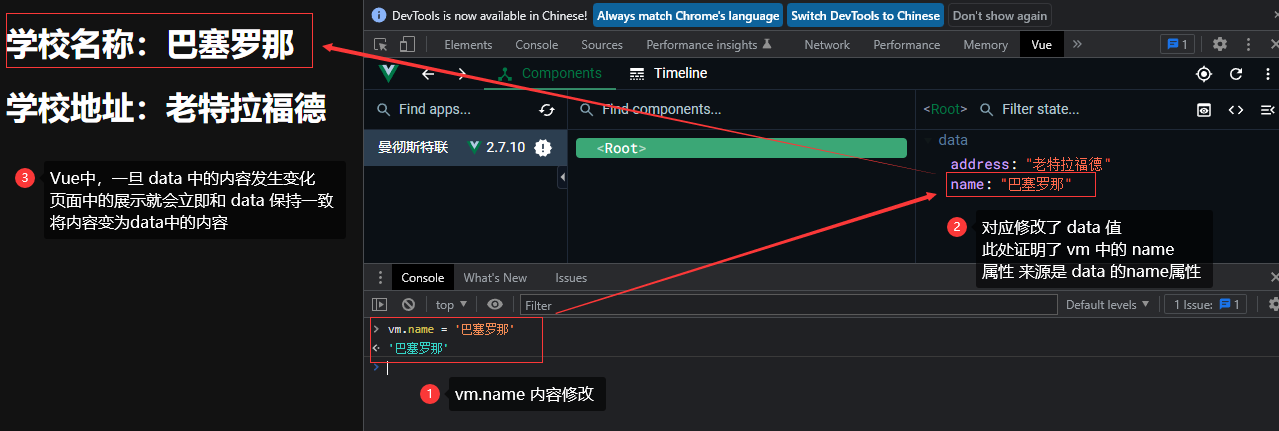 学校名称：巴塞罗那
学校地址：老特拉福德
3
Vue中，一旦 data 中的内容发生变化
页面中的展示就会立即和 data 保持一致
将内容变为data中的内容
DevTools is now available in Chinese!
Always match Chrome's language
Switch DevTools to Chinese
Don't show again
Elements
Console
Sources
Performance insights
Network
Performance
Memory
Vue
1
Components
Timeline
Find apps...
Find components...
<Root>
Filter state...
曼彻斯特联
2.7.10
<Root>
data
address: "老特拉福德"
name: "巴塞罗那"
2
对应修改了 data 值
此处证明了 vm 中的 name
属性 来源是 data 的name属性
Console
What's New
Issues
top
Filter
Default levels
1 Issue:
1
vm.name = '巴塞罗那'
'巴塞罗那'
1
vm.name 内容修改